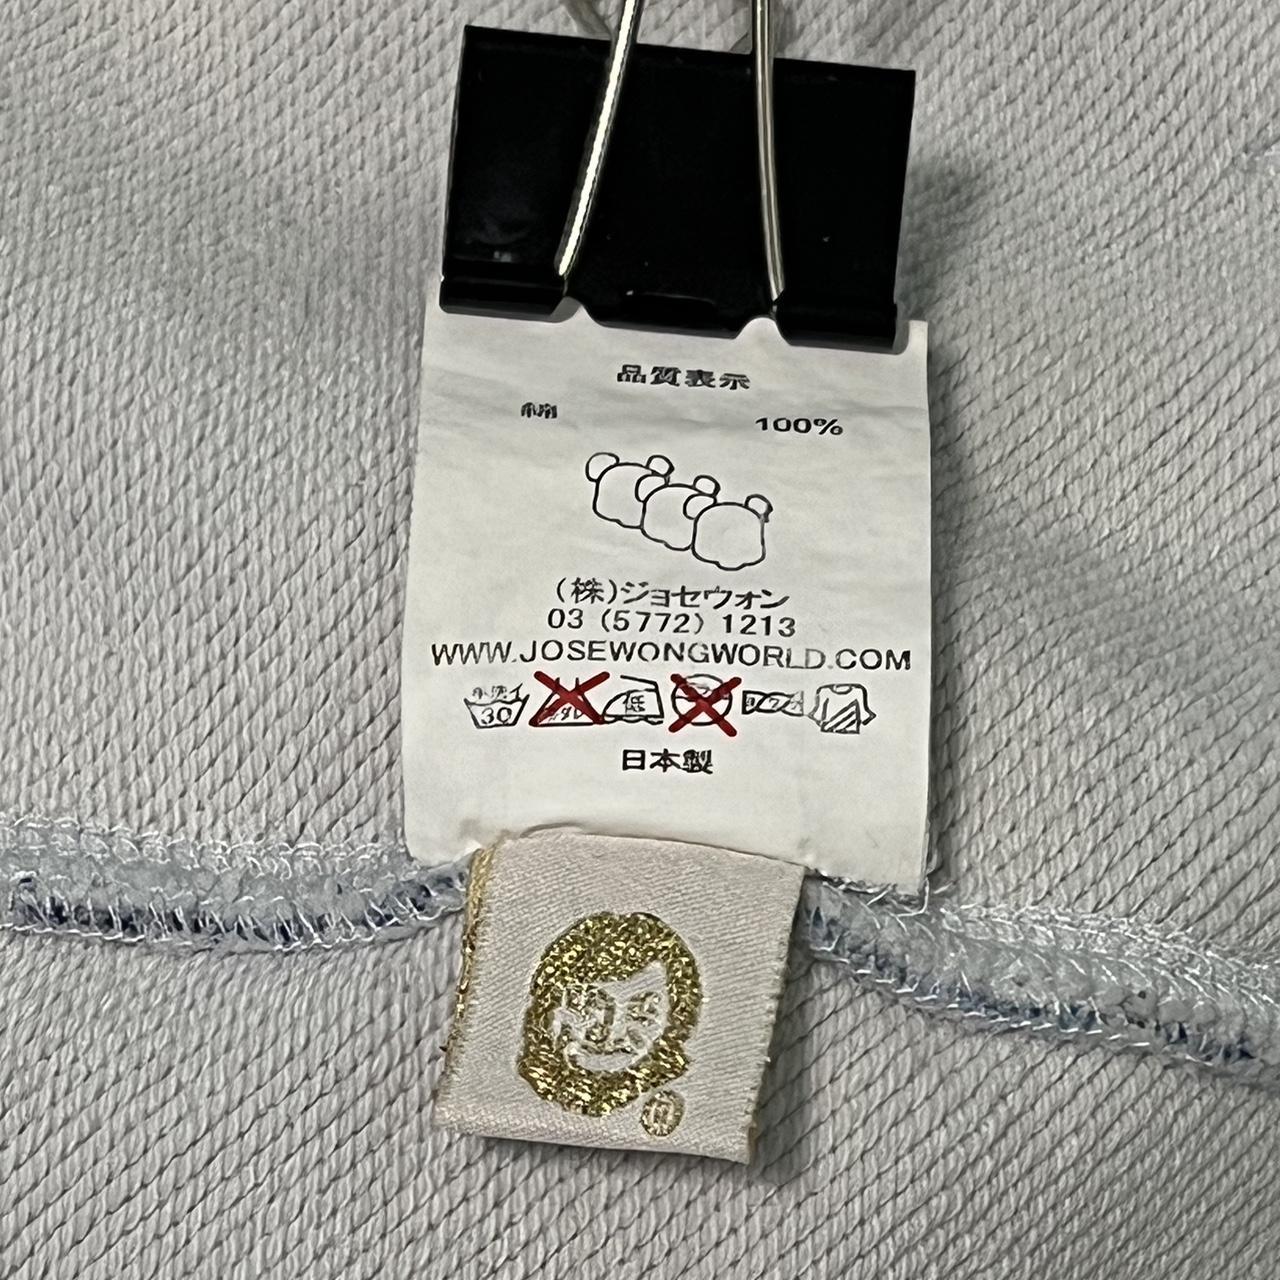 品質表示
綿 100%
(株)ジョセウォン
03 (5772) 1213
WWW.JOSEWONGWORLD.COM
30 低
日本製